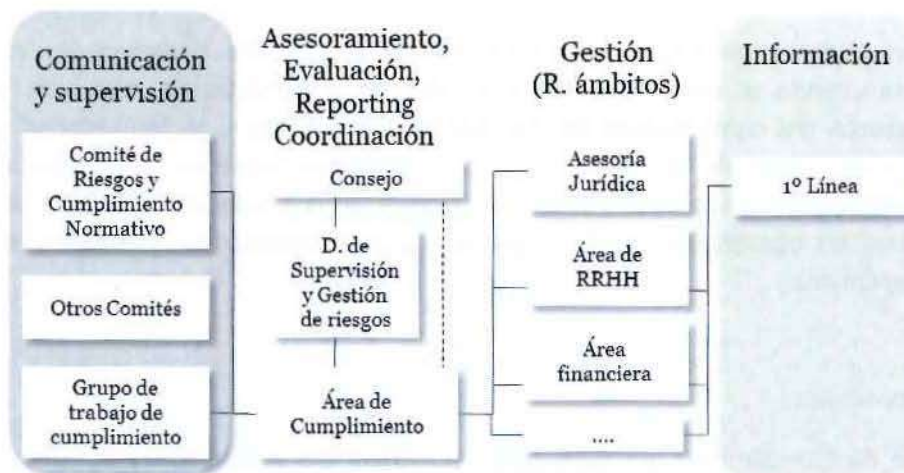 Comunicación
y supervisión
Comité de
Riesgos y
Cumplimiento
Normativo
Otros Comités
Grupo de
trabajo de
cumplimiento
Asesoramiento,
Evaluación,
Reporting
Coordinación
Consejo
D. de
Supervisión
y Gestión
de riesgos
Área de
Cumplimiento
Gestión
(R. ámbitos)
Asesoría
Jurídica
Área de
RRHH
Área
financiera
....
Información
1º Línea